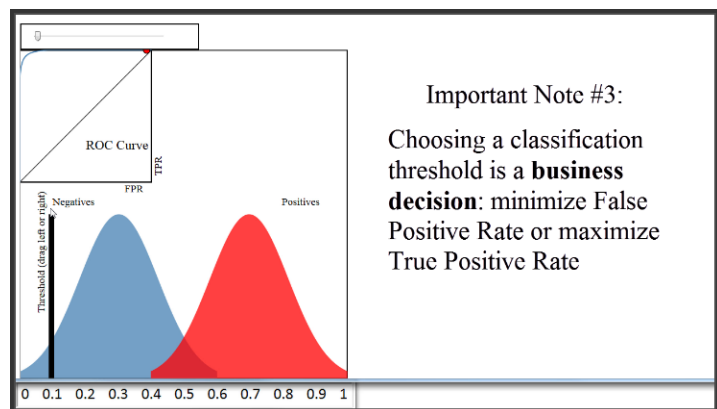 ROC Curve
TPR
FPR
Negatives
Positives
Threshold (drag left or right)
0 0.1 0.2 0.3 0.4 0.5 0.6 0.7 0.8 0.9 1
Important Note #3:
Choosing a classification
threshold is a business
decision: minimize False
Positive Rate or maximize
True Positive Rate